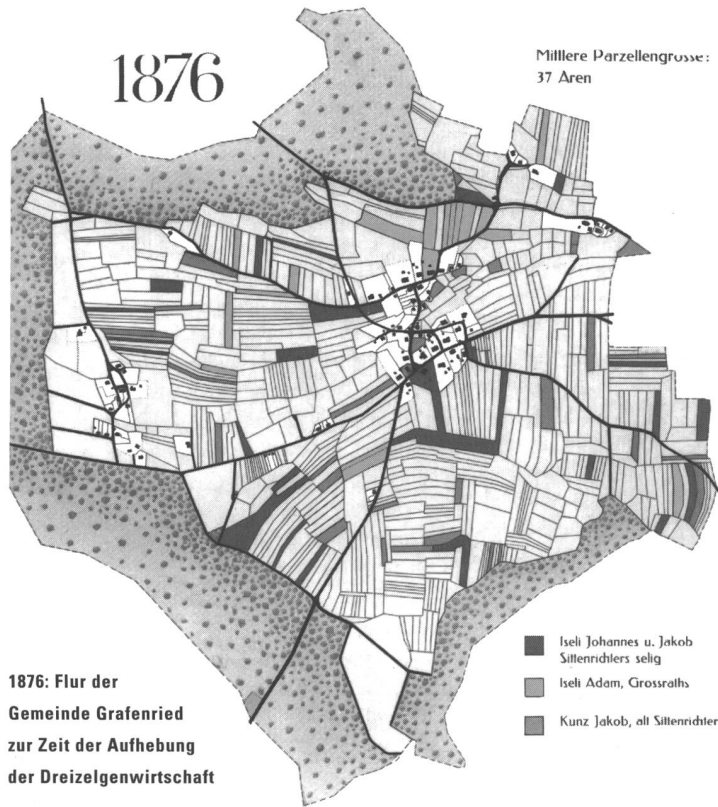 1876
Mittlere Parzellengrösse:
37 Aren
Iseli Johannes u. Jakob
Sittenrichters selig
Iseli Adam, Grossraths
Kunz Jakob, alt Sittenrichter
1876: Flur der
Gemeinde Grafenried
zur Zeit der Aufhebung
der Dreizelgenwirtschaft